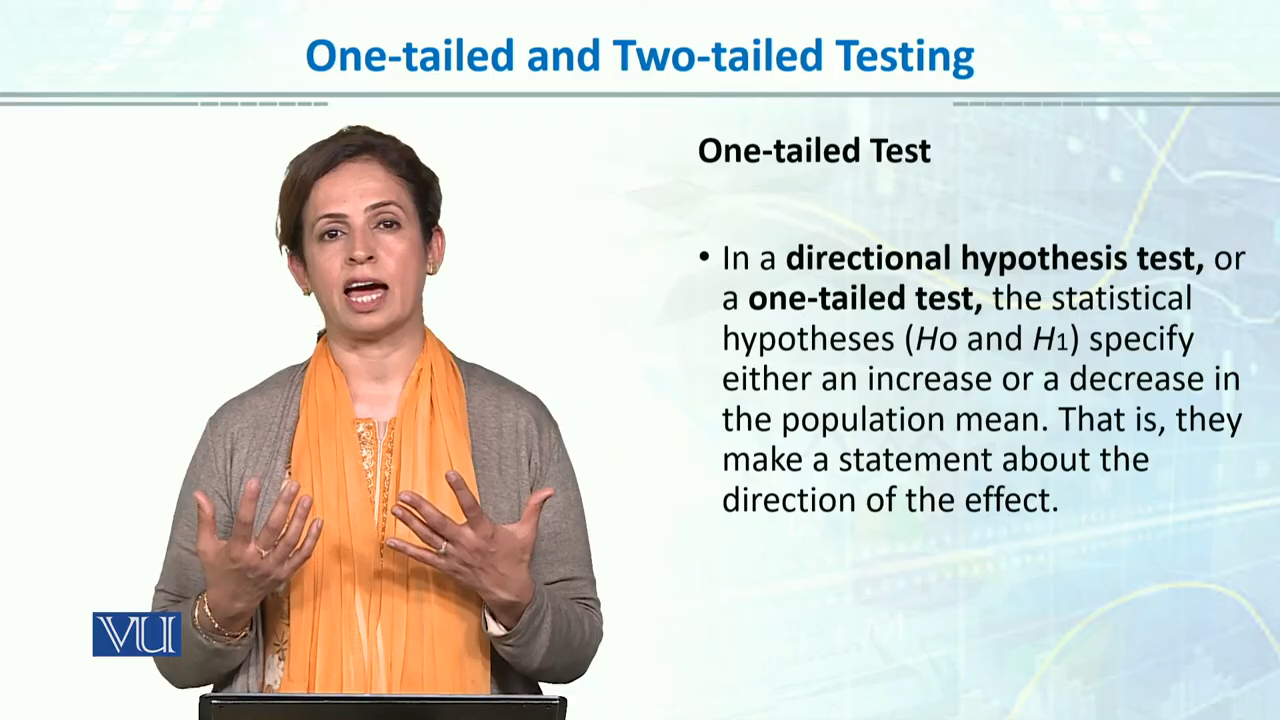 One-tailed and Two-tailed Testing
One-tailed Test
• In a directional hypothesis test, or
a one-tailed test, the statistical
hypotheses (Ho and H1) specify
either an increase or a decrease in
the population mean. That is, they
make a statement about the
direction of the effect.
VU